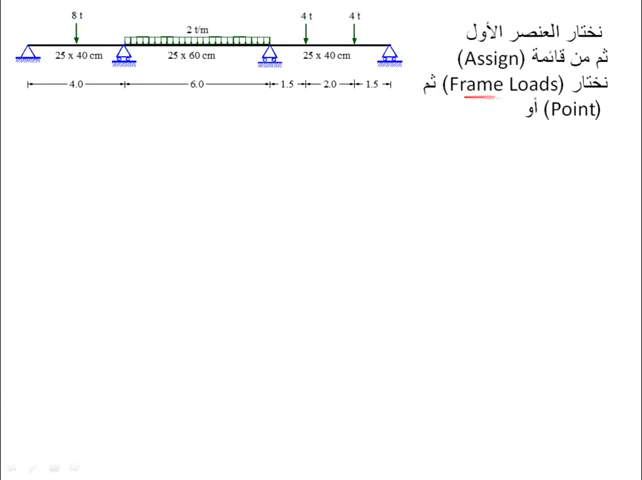 8 t
4 t
4 t
2 t/m
25 x 40 cm
25 x 60 cm
25 x 40 cm
4.0
6.0
1.5
2.0
1.5
نختار العنصر الأول
ثم من قائمة (Assign)
نختار (Frame Loads) ثم
(Point) أو